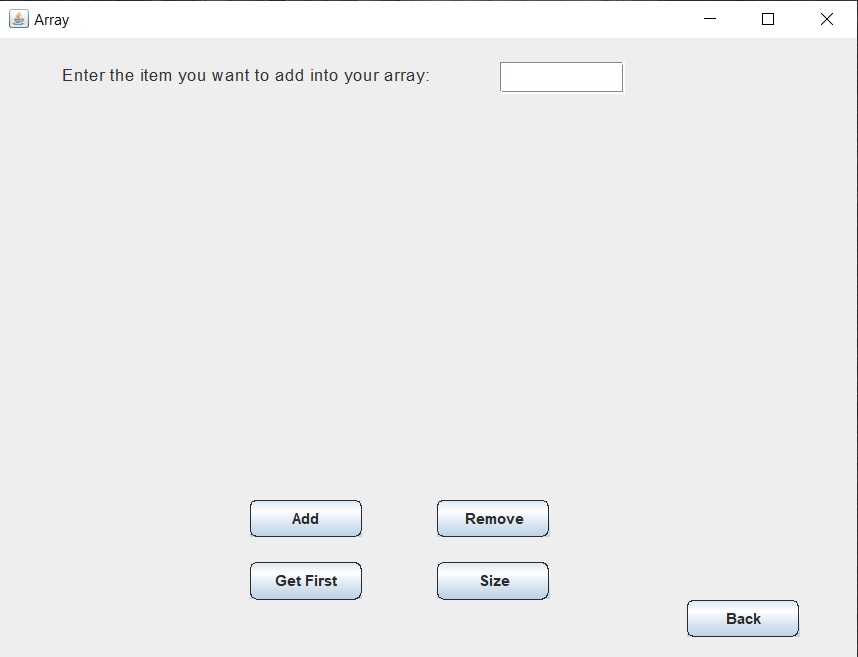 Array
Enter the item you want to add into your array:
Add Remove
Get First Size
Back